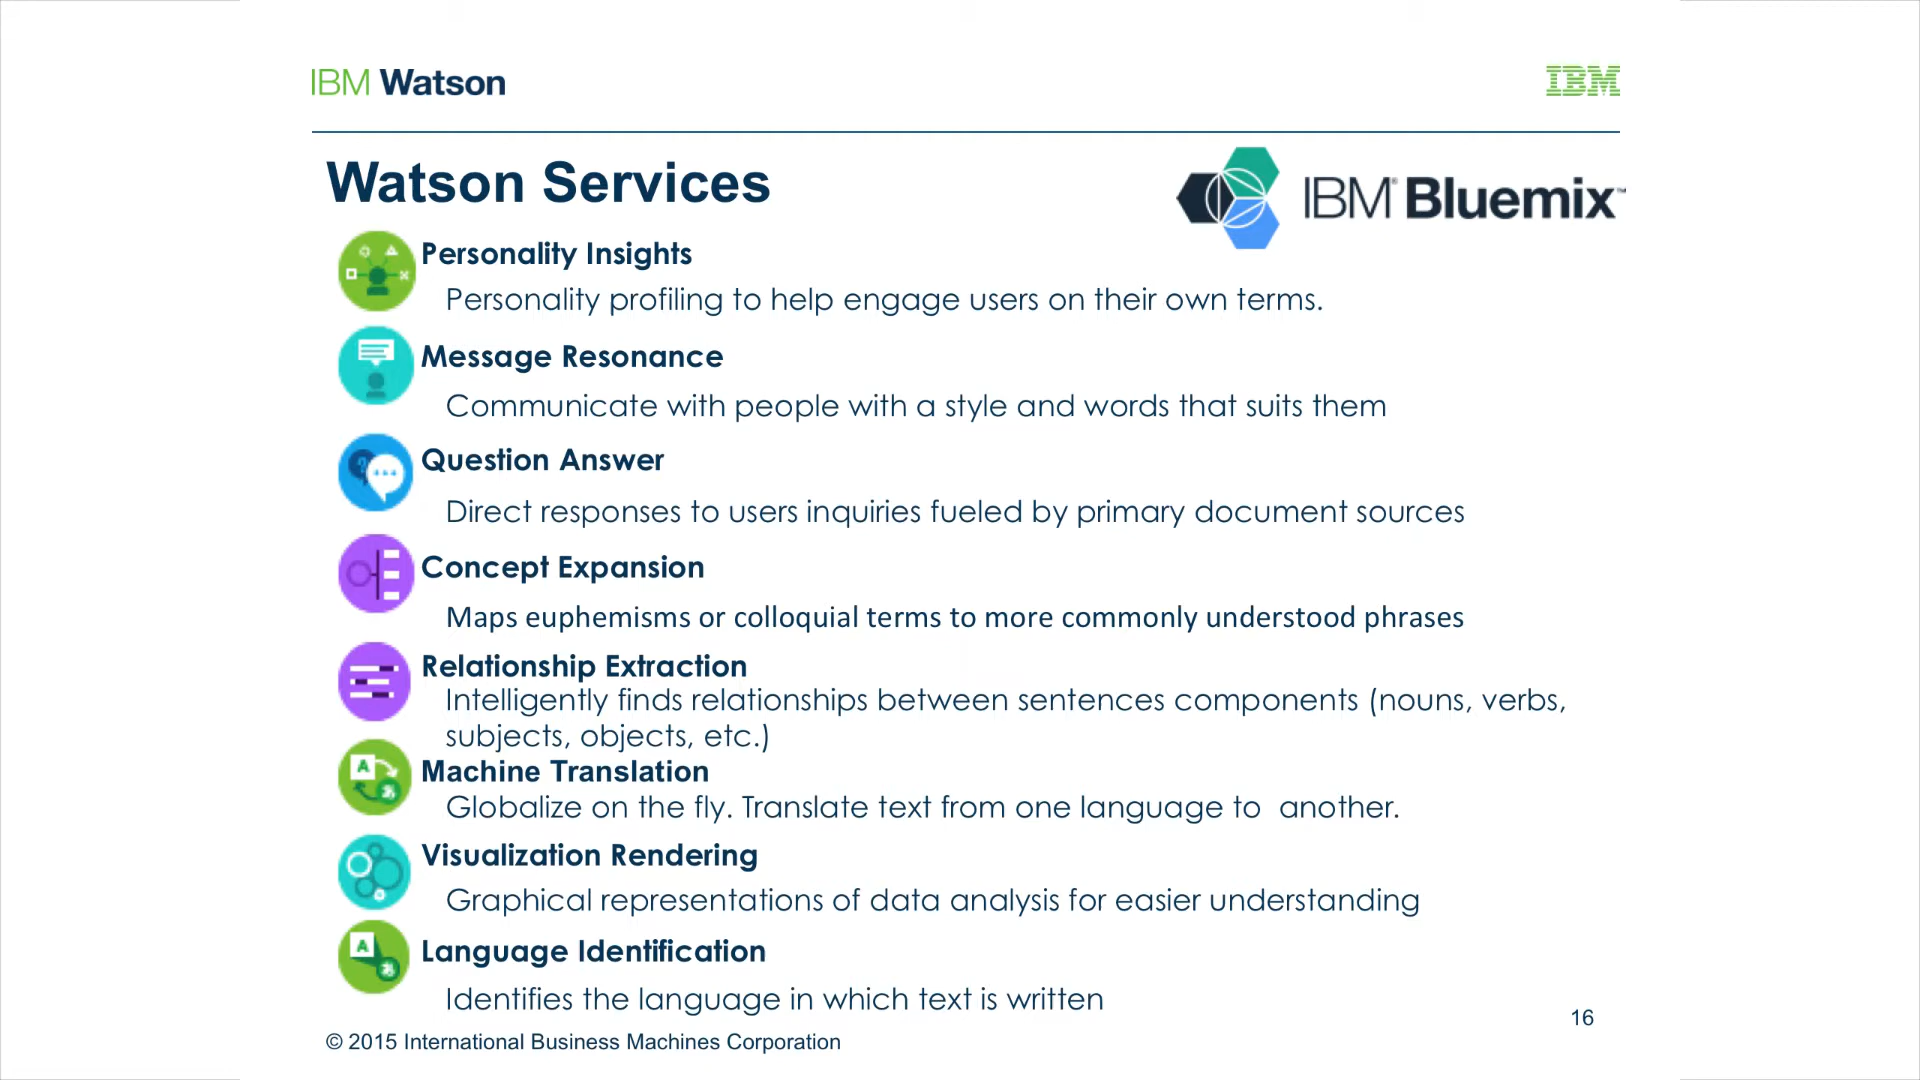 IBM Watson
IBM
Watson Services
IBM® Bluemix™
Personality Insights
Personality profiling to help engage users on their own terms.
Message Resonance
Communicate with people with a style and words that suits them
Question Answer
Direct responses to users inquiries fueled by primary document sources
Concept Expansion
Maps euphemisms or colloquial terms to more commonly understood phrases
Relationship Extraction
Intelligently finds relationships between sentences components (nouns, verbs,
subjects, objects, etc.)
A
Machine Translation
Globalize on the fly. Translate text from one language to  another.
Visualization Rendering
Graphical representations of data analysis for easier understanding
A
Language Identification
Identifies the language in which text is written
16
© 2015 International Business Machines Corporation